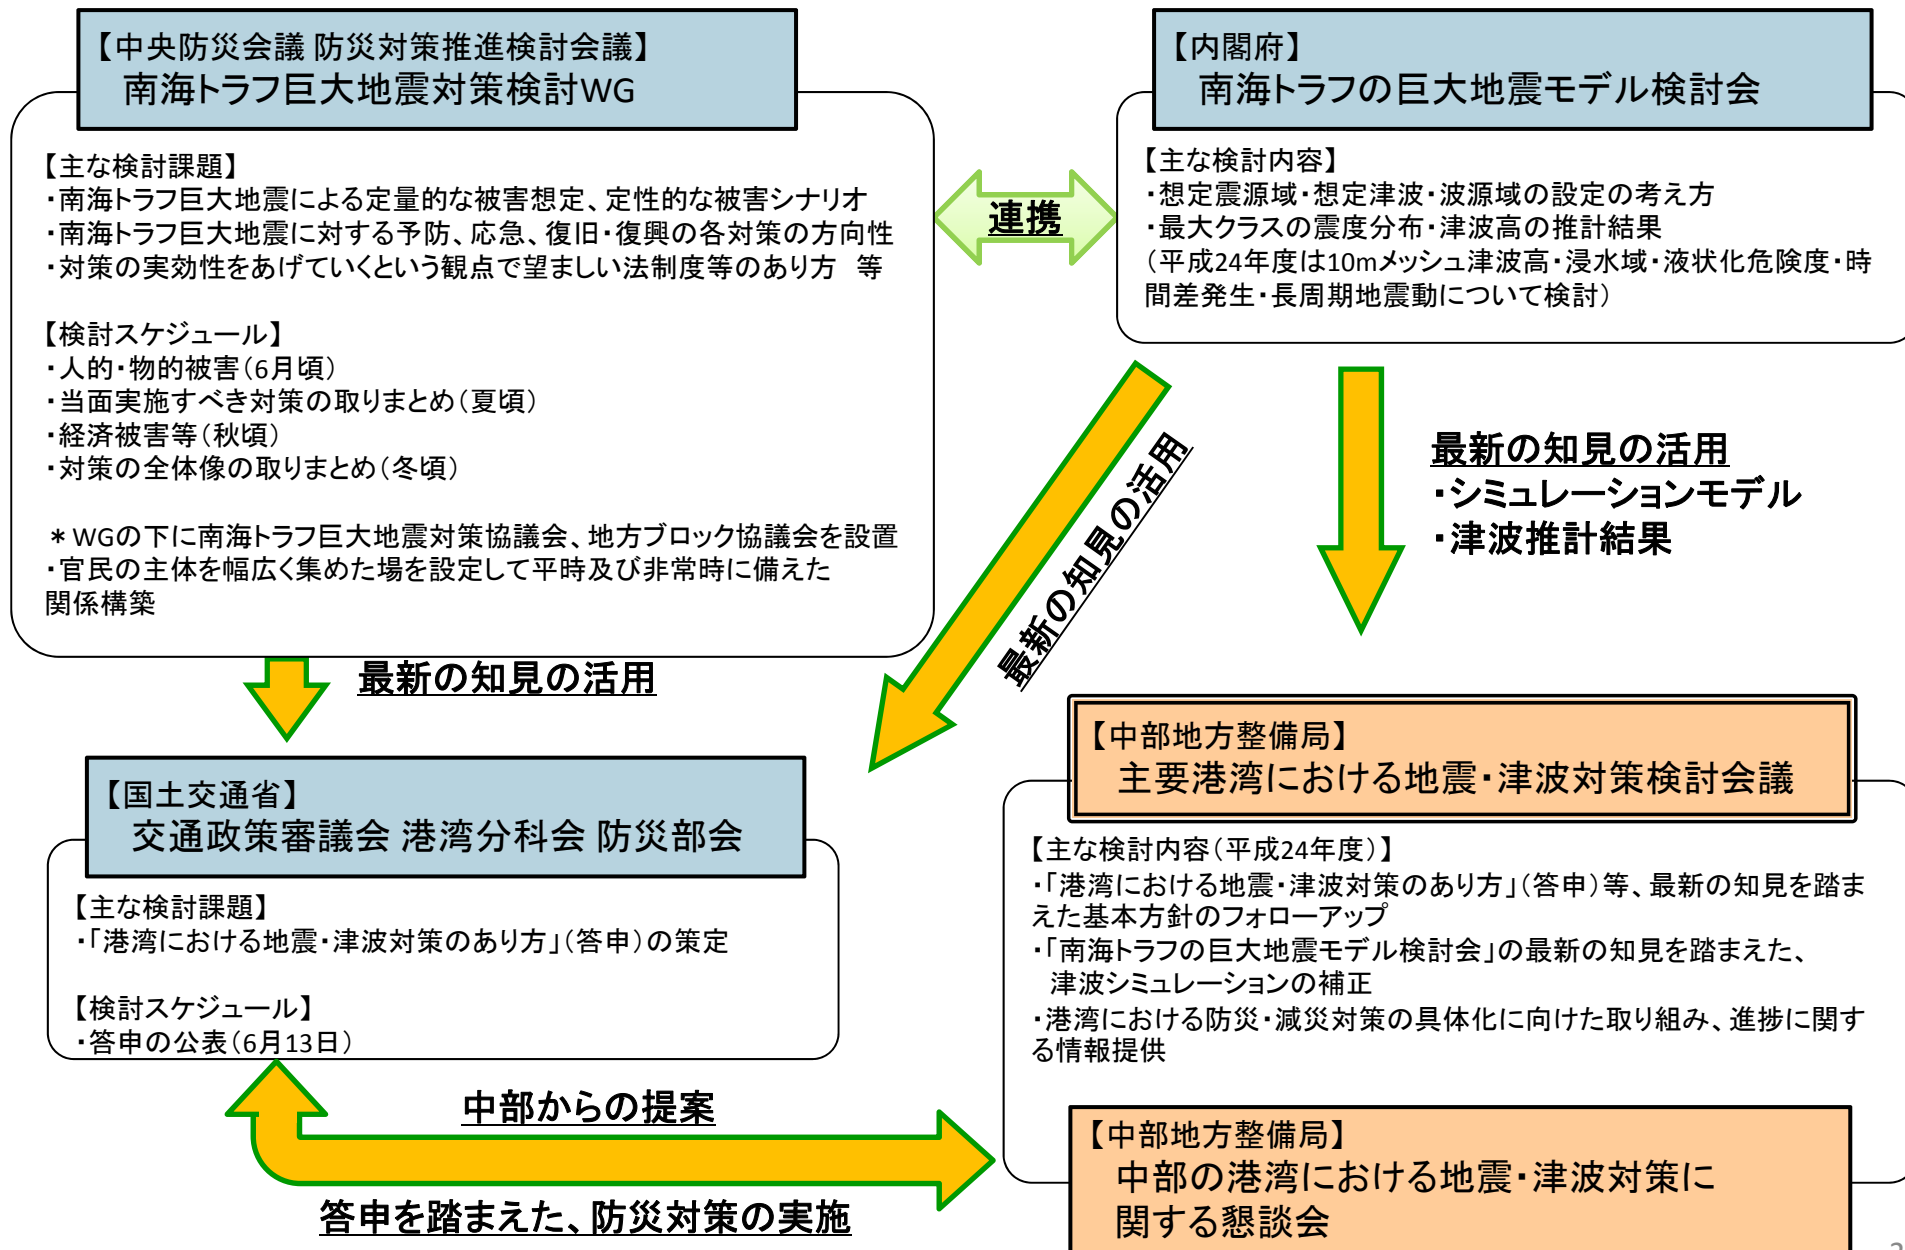 【中央防災会議 防災対策推進検討会議】
南海トラフ巨大地震対策検討WG
【主な検討課題】
・南海トラフ巨大地震による定量的な被害想定、定性的な被害シナリオ
・南海トラフ巨大地震に対する予防、応急、復旧・復興の各対策の方向性
・対策の実効性をあげていくという観点で望ましい法制度等のあり方　等
【検討スケジュール】
・人的・物的被害（6月頃）
・当面実施すべき対策の取りまとめ（夏頃）
・経済被害等（秋頃）
・対策の全体像の取りまとめ（冬頃）
＊WGの下に南海トラフ巨大地震対策協議会、地方ブロック協議会を設置
・官民の主体を幅広く集めた場を設定して平時及び非常時に備えた
関係構築
連携
【内閣府】
南海トラフの巨大地震モデル検討会
【主な検討内容】
・想定震源域・想定津波・波源域の設定の考え方
・最大クラスの震度分布・津波高の推計結果
（平成24年度は10mメッシュ津波高・浸水域・液状化危険度・時
間差発生・長周期地震動について検討）
最新の知見の活用
最新の知見の活用
最新の知見の活用
・シミュレーションモデル
・津波推計結果
【国土交通省】
交通政策審議会 港湾分科会 防災部会
【主な検討課題】
・「港湾における地震・津波対策のあり方」（答申）の策定
【検討スケジュール】
・答申の公表（6月13日）
【中部地方整備局】
主要港湾における地震・津波対策検討会議
【主な検討内容（平成24年度）】
・「港湾における地震・津波対策のあり方」（答申）等、最新の知見を踏ま
えた基本方針のフォローアップ
・「南海トラフの巨大地震モデル検討会」の最新の知見を踏まえた、
津波シミュレーションの補正
・港湾における防災・減災対策の具体化に向けた取り組み、進捗に関す
る情報提供
中部からの提案
答申を踏まえた、防災対策の実施
【中部地方整備局】
中部の港湾における地震・津波対策に
関する懇談会